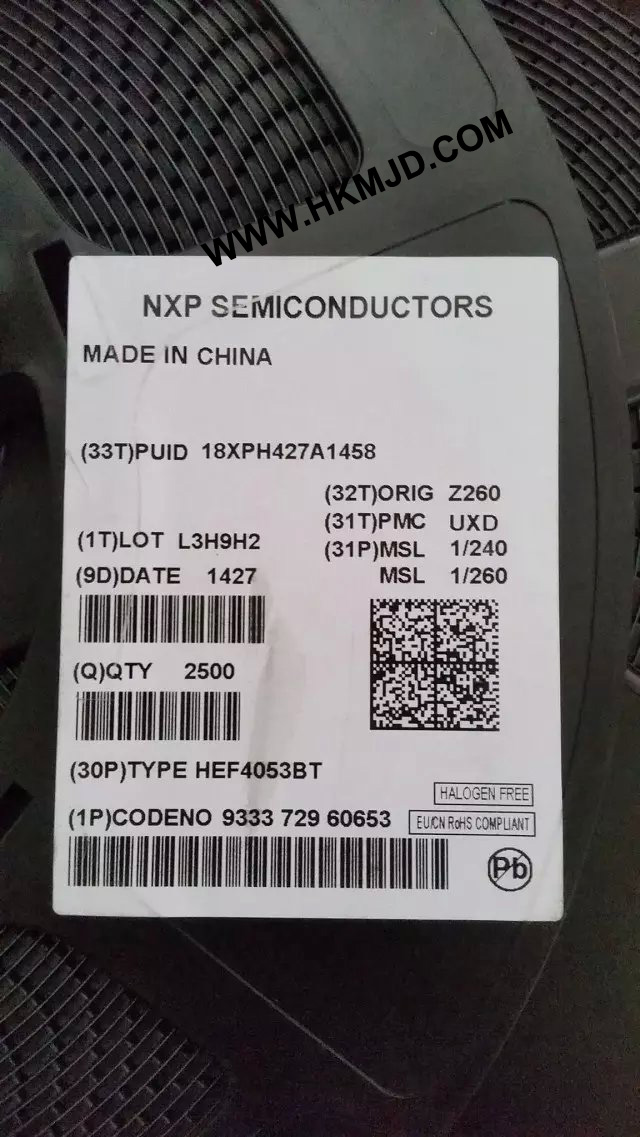 WWW.HKMJD.COM
NXP SEMICONDUCTORS
MADE IN CHINA
(33T)PUID 18XPH427A1458
(32T)ORIG Z260
(31T)PMC UXD
(1T)LOT L3H9H2
(31P)MSL 1/240
(9D)DATE 1427
MSL 1/260
(Q)QTY 2500
(30P)TYPE HEF4053BT
HALOGEN FREE
(1P)CODENO 9333 729 60653
EU/CN RoHS COMPLIANT
Pb